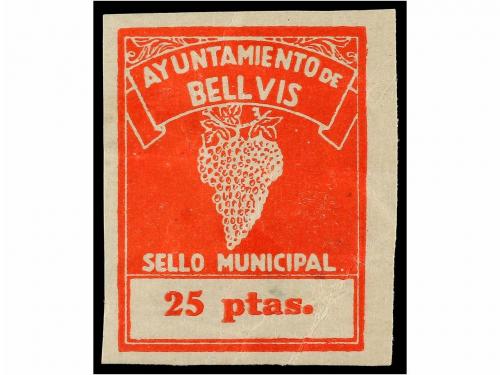 AYUNTAMIENTO DE
BELLVIS
SELLO MUNICIPAL.
25 ptas.